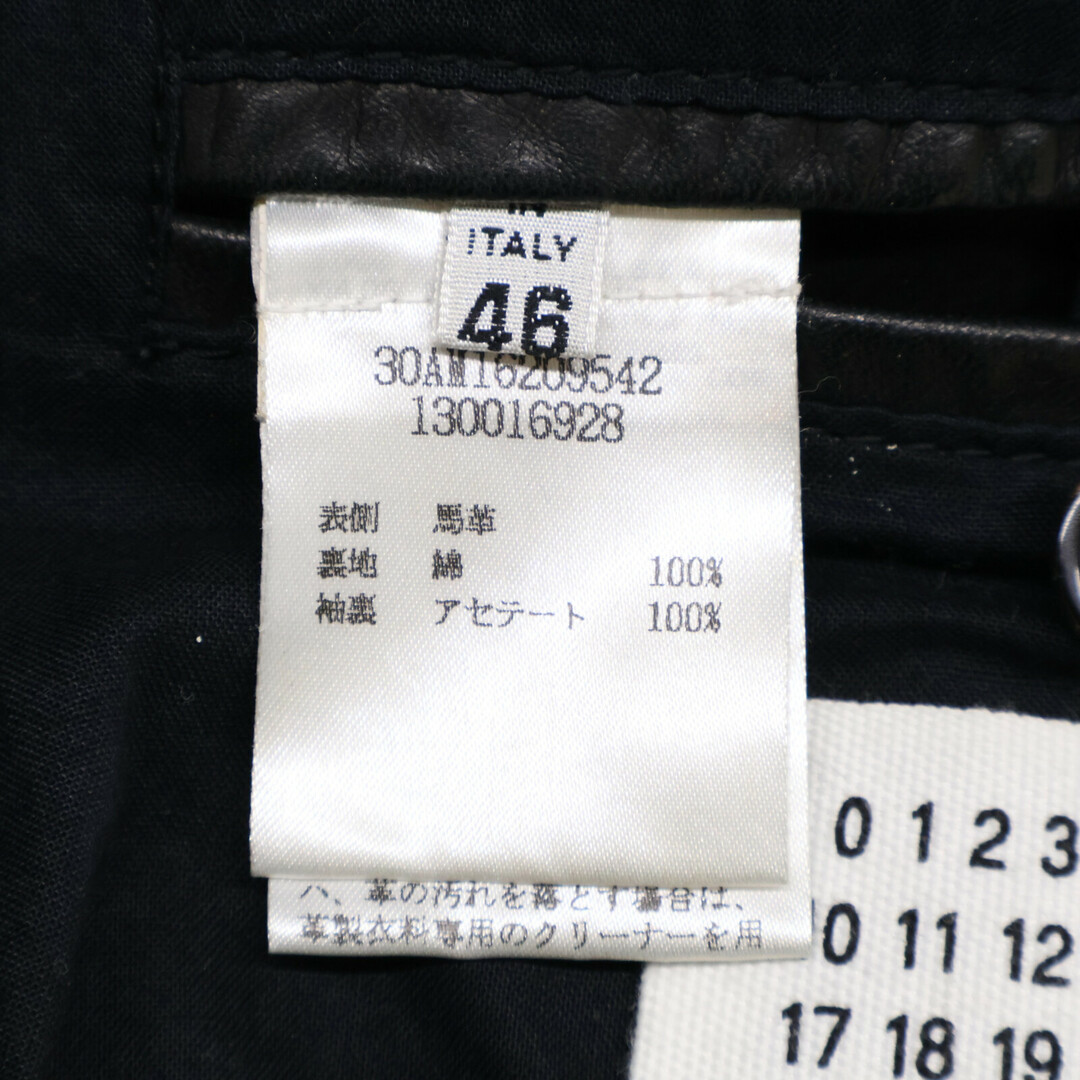 ITALY
46
30AM16209542
130016928
表側 馬革
裏地 綿 100%
袖裏 アセテート 100%
革の汚れを落とす場合は、
革製衣料専用のクリーナーを用
0 1 2 3
10 11 12
17 18 19